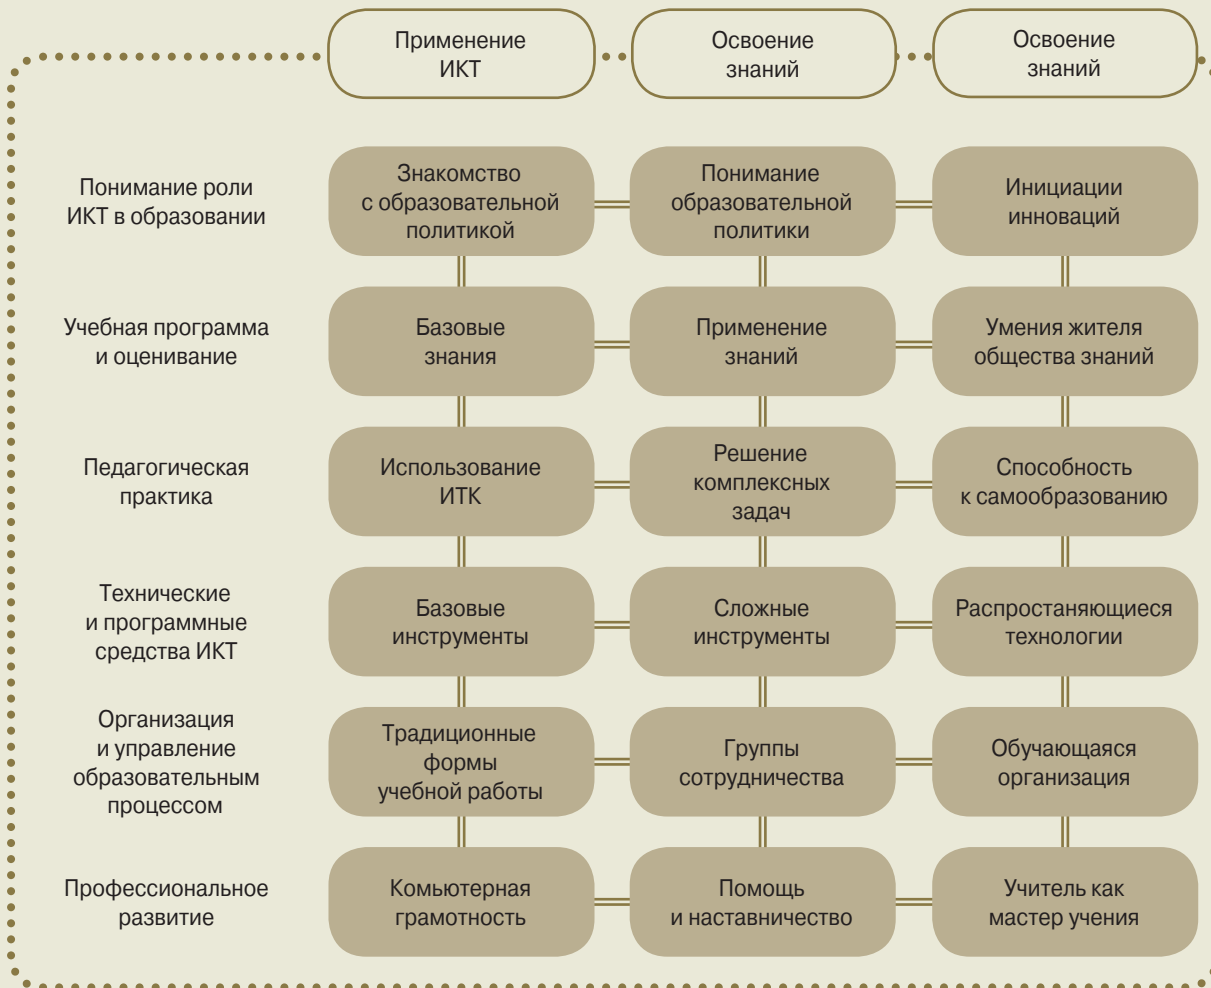 Применение
ИКТ
Освоение
знаний
Освоение
знаний
Понимание роли
ИКТ в образовании
Знакомство
с образовательной
политикой
Понимание
образовательной
политики
Инициации
инноваций
Учебная программа
и оценивание
Базовые
знания
Применение
знаний
Умения жителя
общества знаний
Педагогическая
практика
Использование
ИТК
Решение
комплексных
задач
Способность
к самообразованию
Технические
и программные
средства ИКТ
Базовые
инструменты
Сложные
инструменты
Распростаняющиеся
технологии
Организация
и управление
образовательным
процессом
Традиционные
формы
учебной работы
Группы
сотрудничества
Обучающаяся
организация
Профессиональное
развитие
Комьютерная
грамотность
Помощь
и наставничество
Учитель как
мастер учения